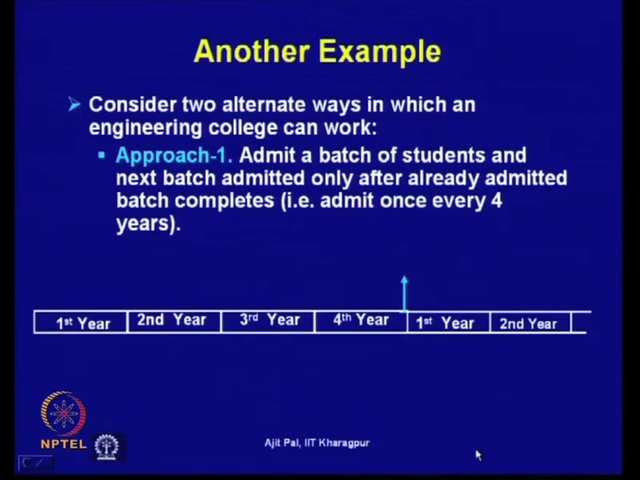 Another Example
Consider two alternate ways in which an
engineering college can work:
Approach-1. Admit a batch of students and
next batch admitted only after already admitted
batch completes (i.e. admit once every 4
years).
1st Year 2nd Year 3rd Year 4th Year 1st Year 2nd Year
NPTEL
Ajit Pal, IIT Kharagpur